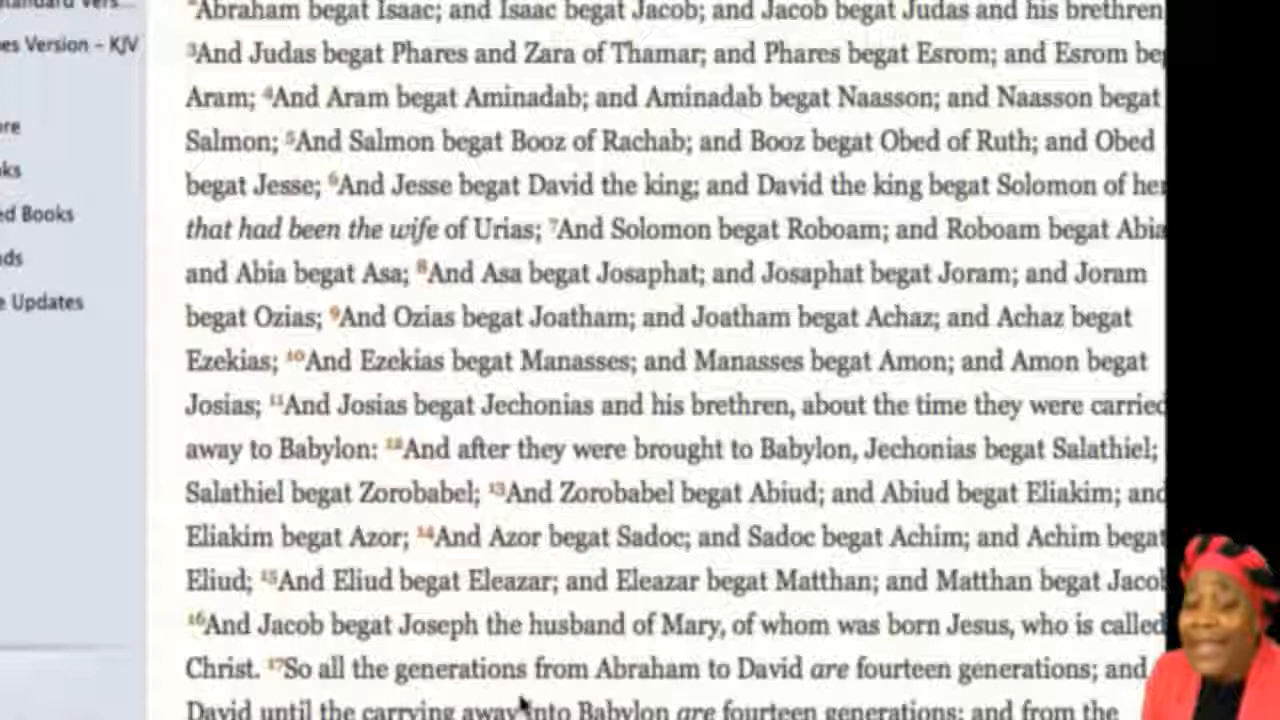 es Version – KJV
ed Books
e Updates
²Abraham begat Isaac; and Isaac begat Jacob; and Jacob begat Judas and his brethren
³And Judas begat Phares and Zara of Thamar; and Phares begat Esrom; and Esrom be
Aram; ⁴And Aram begat Aminadab; and Aminadab begat Naasson; and Naasson begat
Salmon; ⁵And Salmon begat Booz of Rachab; and Booz begat Obed of Ruth; and Obed
begat Jesse; ⁶And Jesse begat David the king; and David the king begat Solomon of her
that had been the wife of Urias; ⁷And Solomon begat Roboam; and Roboam begat Abia
and Abia begat Asa; ⁸And Asa begat Josaphat; and Josaphat begat Joram; and Joram
begat Ozias; ⁹And Ozias begat Joatham; and Joatham begat Achaz; and Achaz begat
Ezekias; ¹⁰And Ezekias begat Manasses; and Manasses begat Amon; and Amon begat
Josias; ¹¹And Josias begat Jechonias and his brethren, about the time they were carried
away to Babylon: ¹²And after they were brought to Babylon, Jechonias begat Salathiel;
Salathiel begat Zorobabel; ¹³And Zorobabel begat Abiud; and Abiud begat Eliakim; and
Eliakim begat Azor; ¹⁴And Azor begat Sadoc; and Sadoc begat Achim; and Achim begat
Eliud; ¹⁵And Eliud begat Eleazar; and Eleazar begat Matthan; and Matthan begat Jacob
¹⁶And Jacob begat Joseph the husband of Mary, of whom was born Jesus, who is called
Christ. ¹⁷So all the generations from Abraham to David are fourteen generations; and
David until the carrying away into Babylon are fourteen generations; and from the